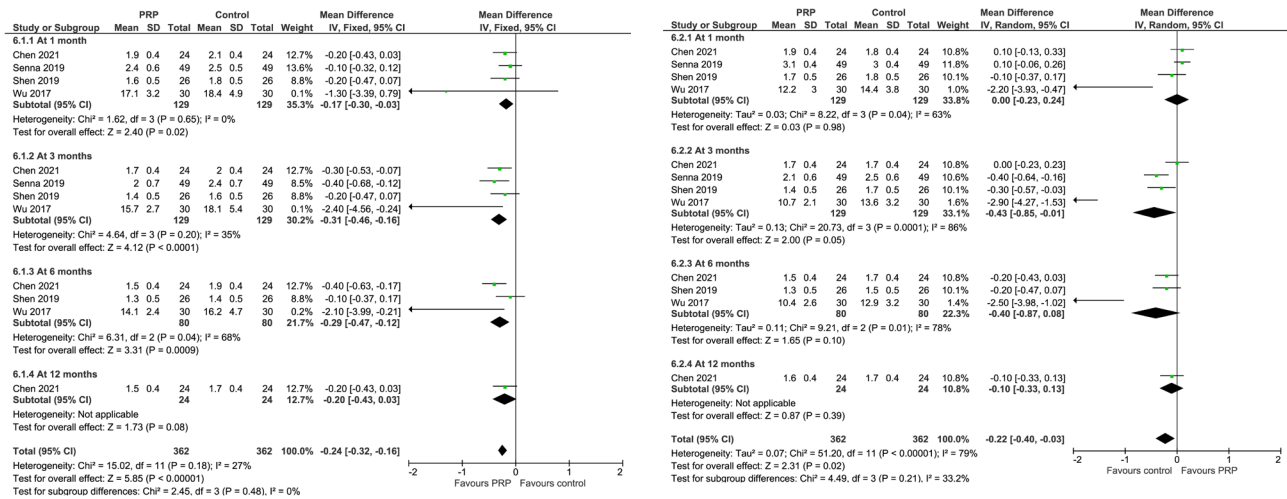 PRP Control Mean Difference Mean Difference
Study or Subgroup Mean SD Total Mean SD Total Weight IV, Fixed, 95% CI IV, Fixed, 95% CI
6.1.1 At 1 month
Chen 2021 1.9 0.4 24 2.1 0.4 24 12.7% -0.20 [-0.43, 0.03]
Senna 2019 2.4 0.6 49 2.5 0.5 49 13.6% -0.10 [-0.32, 0.12]
Shen 2019 1.6 0.5 26 1.8 0.5 26 8.8% -0.20 [-0.47, 0.07]
Wu 2017 17.1 3.2 30 18.4 4.9 30 0.1% -1.30 [-3.39, 0.79]
Subtotal (95% CI) 129 129 35.3% -0.17 [-0.30, -0.03]
Heterogeneity: Chi² = 1.62, df = 3 (P = 0.65); I² = 0%
Test for overall effect: Z = 2.40 (P = 0.02)
6.1.2 At 3 months
Chen 2021 1.7 0.4 24 2 0.4 24 12.7% -0.30 [-0.53, -0.07]
Senna 2019 2 0.7 49 2.4 0.7 49 8.5% -0.40 [-0.68, -0.12]
Shen 2019 1.4 0.5 26 1.6 0.5 26 8.8% -0.20 [-0.47, 0.07]
Wu 2017 15.7 2.7 30 18.1 5.4 30 0.1% -2.40 [-4.56, -0.24]
Subtotal (95% CI) 129 129 30.2% -0.31 [-0.46, -0.16]
Heterogeneity: Chi² = 4.64, df = 3 (P = 0.20); I² = 35%
Test for overall effect: Z = 4.12 (P < 0.0001)
6.1.3 At 6 months
Chen 2021 1.5 0.4 24 1.9 0.4 24 12.7% -0.40 [-0.63, -0.17]
Shen 2019 1.3 0.5 26 1.4 0.5 26 8.8% -0.10 [-0.37, 0.17]
Wu 2017 14.1 2.4 30 16.2 4.7 30 0.2% -2.10 [-3.99, -0.21]
Subtotal (95% CI) 80 80 21.7% -0.29 [-0.47, -0.12]
Heterogeneity: Chi² = 6.31, df = 2 (P = 0.04); I² = 68%
Test for overall effect: Z = 3.31 (P = 0.0009)
6.1.4 At 12 months
Chen 2021 1.5 0.4 24 1.7 0.4 24 12.7% -0.20 [-0.43, 0.03]
Subtotal (95% CI) 24 24 12.7% -0.20 [-0.43, 0.03]
Heterogeneity: Not applicable
Test for overall effect: Z = 1.73 (P = 0.08)
Total (95% CI) 362 362 100.0% -0.24 [-0.32, -0.16]
Heterogeneity: Chi² = 15.02, df = 11 (P = 0.18); I² = 27%
Test for overall effect: Z = 5.85 (P < 0.00001)
Test for subgroup differences: Chi² = 2.45, df = 3 (P = 0.48), I² = 0%
-2 -1 0 1 2
Favours PRP Favours control
PRP Control Mean Difference Mean Difference
Study or Subgroup Mean SD Total Mean SD Total Weight IV, Random, 95% CI IV, Random, 95% CI
6.2.1 At 1 month
Chen 2021 1.9 0.4 24 1.8 0.4 24 10.8% 0.10 [-0.13, 0.33]
Senna 2019 3.1 0.4 49 3 0.4 49 11.8% 0.10 [-0.06, 0.26]
Shen 2019 1.7 0.5 26 1.8 0.5 26 10.2% -0.10 [-0.37, 0.17]
Wu 2017 12.2 3 30 14.4 3.8 30 1.1% -2.20 [-3.93, -0.47]
Subtotal (95% CI) 129 129 33.8% 0.00 [-0.23, 0.24]
Heterogeneity: Tau² = 0.03; Chi² = 8.22, df = 3 (P = 0.04); I² = 63%
Test for overall effect: Z = 0.03 (P = 0.98)
6.2.2 At 3 months
Chen 2021 1.7 0.4 24 1.7 0.4 24 10.8% 0.00 [-0.23, 0.23]
Senna 2019 2.1 0.6 49 2.5 0.6 49 10.6% -0.40 [-0.64, -0.16]
Shen 2019 1.4 0.5 26 1.7 0.5 26 10.2% -0.30 [-0.57, -0.03]
Wu 2017 10.7 2.1 30 13.6 3.2 30 1.6% -2.90 [-4.27, -1.53]
Subtotal (95% CI) 129 129 33.1% -0.43 [-0.85, -0.01]
Heterogeneity: Tau² = 0.13; Chi² = 20.73, df = 3 (P = 0.0001); I² = 86%
Test for overall effect: Z = 2.00 (P = 0.05)
6.2.3 At 6 months
Chen 2021 1.5 0.4 24 1.7 0.4 24 10.8% -0.20 [-0.43, 0.03]
Shen 2019 1.3 0.5 26 1.5 0.5 26 10.2% -0.20 [-0.47, 0.07]
Wu 2017 10.4 2.6 30 12.9 3.2 30 1.4% -2.50 [-3.98, -1.02]
Subtotal (95% CI) 80 80 22.3% -0.40 [-0.87, 0.08]
Heterogeneity: Tau² = 0.11; Chi² = 9.21, df = 2 (P = 0.01); I² = 78%
Test for overall effect: Z = 1.65 (P = 0.10)
6.2.4 At 12 months
Chen 2021 1.6 0.4 24 1.7 0.4 24 10.8% -0.10 [-0.33, 0.13]
Subtotal (95% CI) 24 24 10.8% -0.10 [-0.33, 0.13]
Heterogeneity: Not applicable
Test for overall effect: Z = 0.87 (P = 0.39)
Total (95% CI) 362 362 100.0% -0.22 [-0.40, -0.03]
Heterogeneity: Tau² = 0.07; Chi² = 51.20, df = 11 (P < 0.00001); I² = 79%
Test for overall effect: Z = 2.31 (P = 0.02)
Test for subgroup differences: Chi² = 4.49, df = 3 (P = 0.21), I² = 33.2%
-2 -1 0 1 2
Favours control Favours PRP